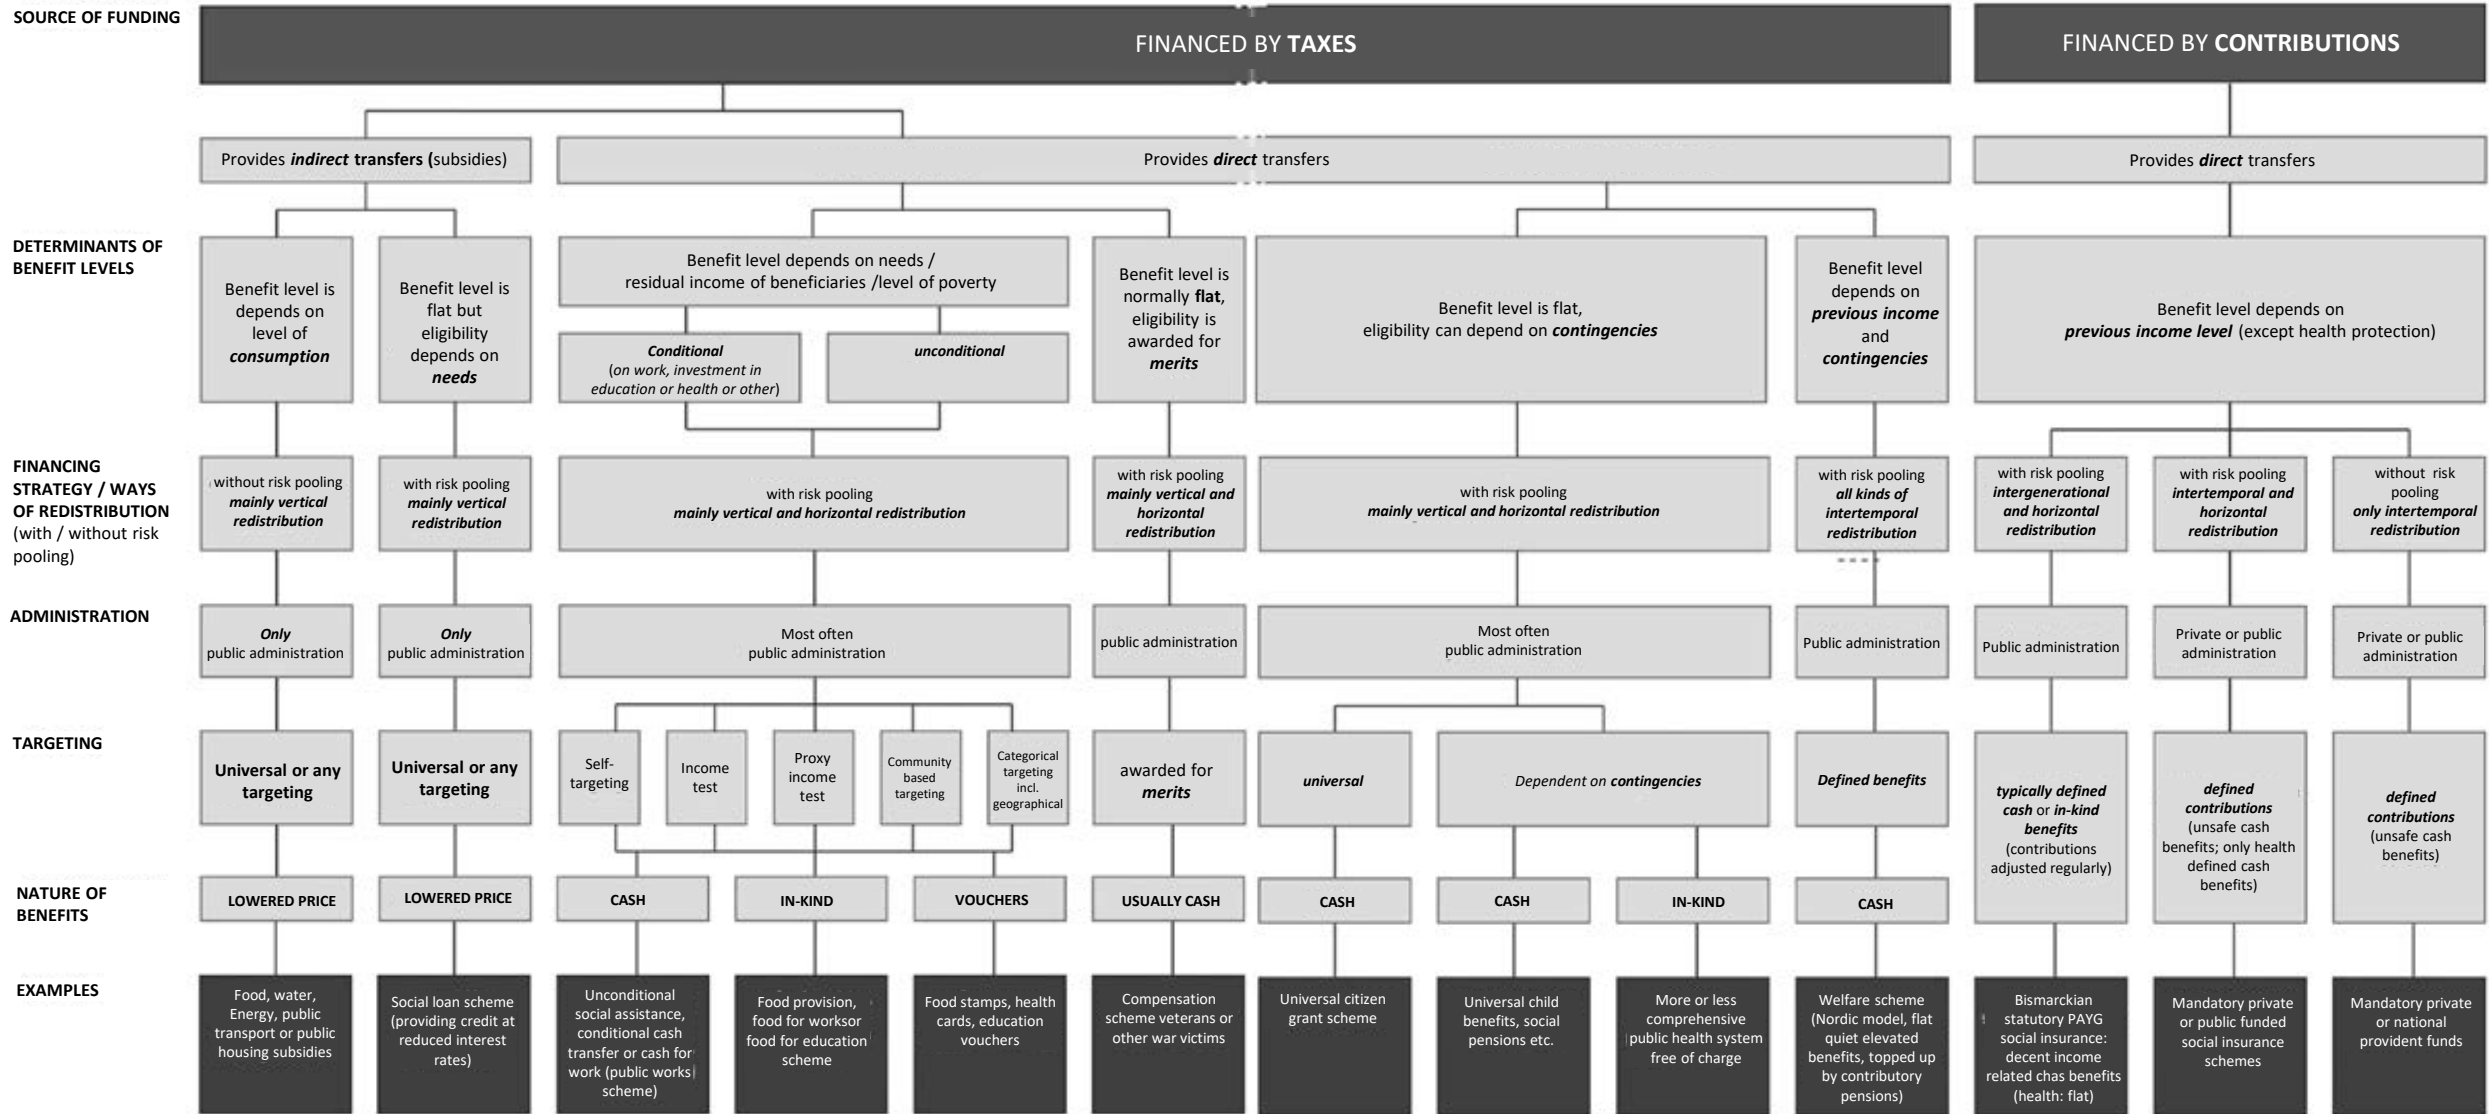 SOURCE OF FUNDING
FINANCED BY TAXES
FINANCED BY CONTRIBUTIONS
Provides indirect transfers (subsidies)
Provides direct transfers
Provides direct transfers
DETERMINANTS OF
BENEFIT LEVELS
Benefit level is
depends on
level of
consumption
Benefit level is
flat but
eligibility
depends on
needs
Benefit level depends on needs /
residual income of beneficiaries /level of poverty
Conditional
(on work, investment in
education or health or other)
unconditional
Benefit level is
normally flat,
eligibility is
awarded for
merits
Benefit level is flat,
eligibility can depend on contingencies
Benefit level
depends on
previous income
and
contingencies
Benefit level depends on
previous income level (except health protection)
FINANCING
STRATEGY / WAYS
OF REDISTRIBUTION
(with / without risk
pooling)
without risk pooling
mainly vertical
redistribution
with risk pooling
mainly vertical
redistribution
with risk pooling
mainly vertical and horizontal redistribution
with risk pooling
mainly vertical and
horizontal
redistribution
with risk pooling
mainly vertical and horizontal redistribution
with risk pooling
all kinds of
intertemporal
redistribution
with risk pooling
intergenerational
and horizontal
redistribution
with risk pooling
intertemporal and
horizontal
redistribution
without risk
pooling
only intertemporal
redistribution
ADMINISTRATION
Only
public administration
Only
public administration
Most often
public administration
public administration
Most often
public administration
Public administration
Public administration
Private or public
administration
Private or public
administration
TARGETING
Universal or any
targeting
Universal or any
targeting
Self-
targeting
Income
test
Proxy
income
test
Community
based
targeting
Categorical
targeting
incl.
geographical
awarded for
merits
universal
Dependent on contingencies
Defined benefits
typically defined
cash or in-kind
benefits
(contributions
adjusted regularly)
defined
contributions
(unsafe cash
benefits; only health
defined cash
benefits)
defined
contributions
(unsafe cash
benefits)
NATURE OF
BENEFITS
LOWERED PRICE
LOWERED PRICE
CASH
IN-KIND
VOUCHERS
USUALLY CASH
CASH
CASH
IN-KIND
CASH
EXAMPLES
Food, water,
Energy, public
transport or public
housing subsidies
Social loan scheme
(providing credit at
reduced interest
rates)
Unconditional
social assistance,
conditional cash
transfer or cash for
work (public works
scheme)
Food provision,
food for worksor
food for education
scheme
Food stamps, health
cards, education
vouchers
Compensation
scheme veterans or
other war victims
Universal citizen
grant scheme
Universal child
benefits, social
pensions etc.
More or less
comprehensive
public health system
free of charge
Welfare scheme
(Nordic model, flat
quiet elevated
benefits, topped up
by contributory
pensions)
Bismarckian
statutory PAYG
social insurance:
decent income
related chas benefits
(health: flat)
Mandatory private
or public funded
social insurance
schemes
Mandatory private
or national
provident funds